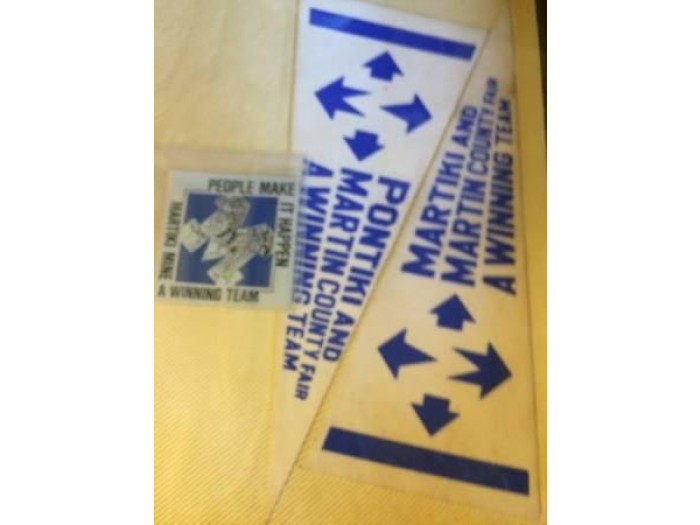 PEOPLE MAKE
IT HAPPEN
MARTIKI MINE
A WINNING TEAM
PONTIKI AND
MARTIN COUNTY FAIR
A WINNING TEAM
MARTIKI AND
MARTIN COUNTY FAIR
A WINNING TEAM